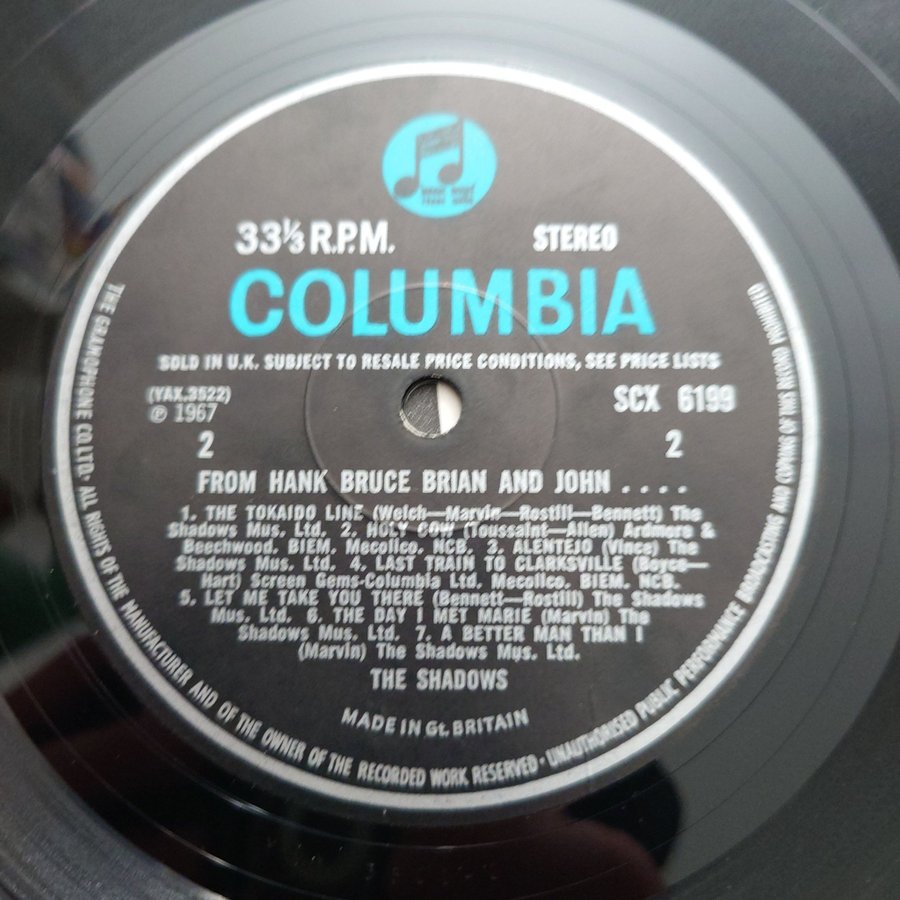 33⅓ R.P.M. STEREO
COLUMBIA
SOLD IN U.K. SUBJECT TO RESALE PRICE CONDITIONS, SEE PRICE LISTS
(YAX.3522) SCX 6199
℗ 1967
2 2
FROM HANK BRUCE BRIAN AND JOHN . . . .
1. THE TOKAIDO LINE (Welch—Marvin—Rostill—Bennett) The
Shadows Mus. Ltd. 2. HOLY COW (Toussaint—Allen) Ardmore &
Beechwood. BIEM. Mecolico. NCB. 3. ALENTEJO (Vince) The
Shadows Mus. Ltd. 4. LAST TRAIN TO CLARKSVILLE (Boyce—
Hart) Screen Gems-Columbia Ltd. Mecolico. BIEM. NCB.
5. LET ME TAKE YOU THERE (Bennett—Rostill) The Shadows
Mus. Ltd. 6. THE DAY I MET MARIE (Marvin) The
Shadows Mus. Ltd. 7. A BETTER MAN THAN I
(Marvin) The Shadows Mus. Ltd.
THE SHADOWS
MADE IN Gt. BRITAIN
THE GRAMOPHONE CO. LTD. · ALL RIGHTS OF THE MANUFACTURER AND OF THE OWNER OF THE RECORDED WORK RESERVED · UNAUTHORISED PUBLIC PERFORMANCE BROADCASTING AND COPYING OF THIS RECORD PROHIBITED